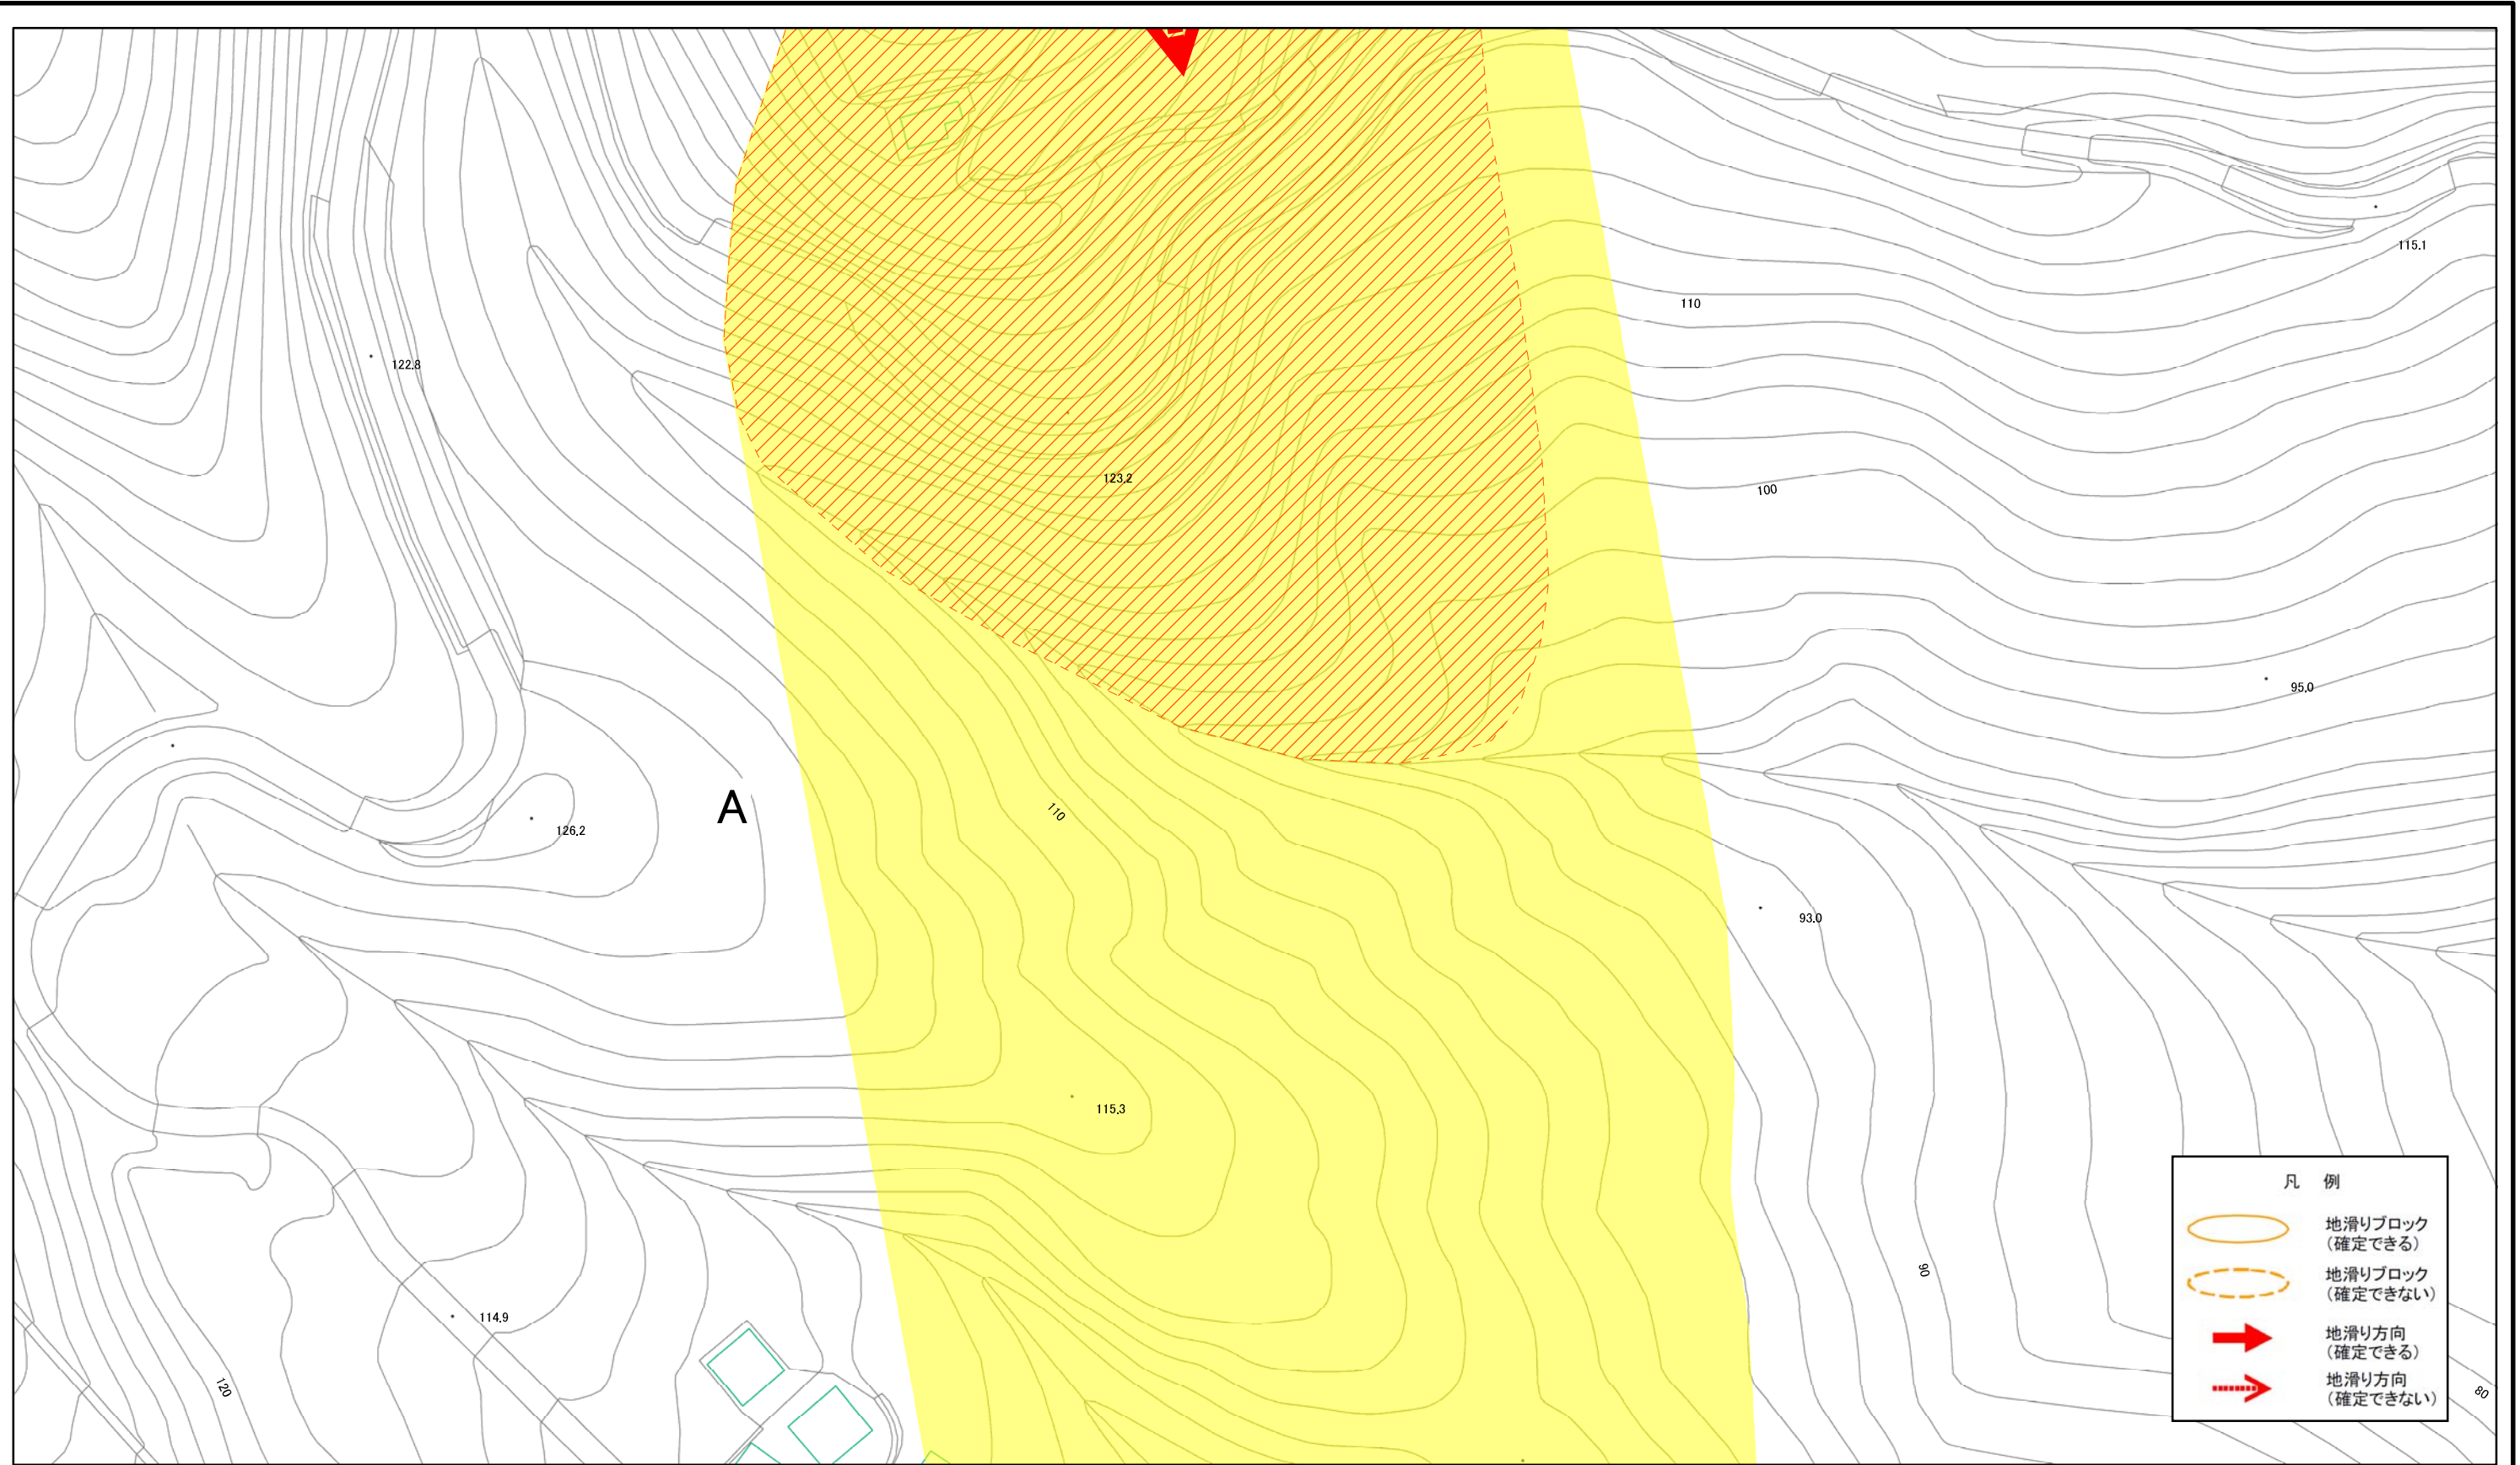 115.1
110
122.8
123.2
100
95.0
A
110
126.2
93.0
115.3
凡 例
地滑りブロック
(確定できる)
地滑りブロック
(確定できない)
地滑り方向
(確定できる)
地滑り方向
(確定できない)
90
114.9
120
80